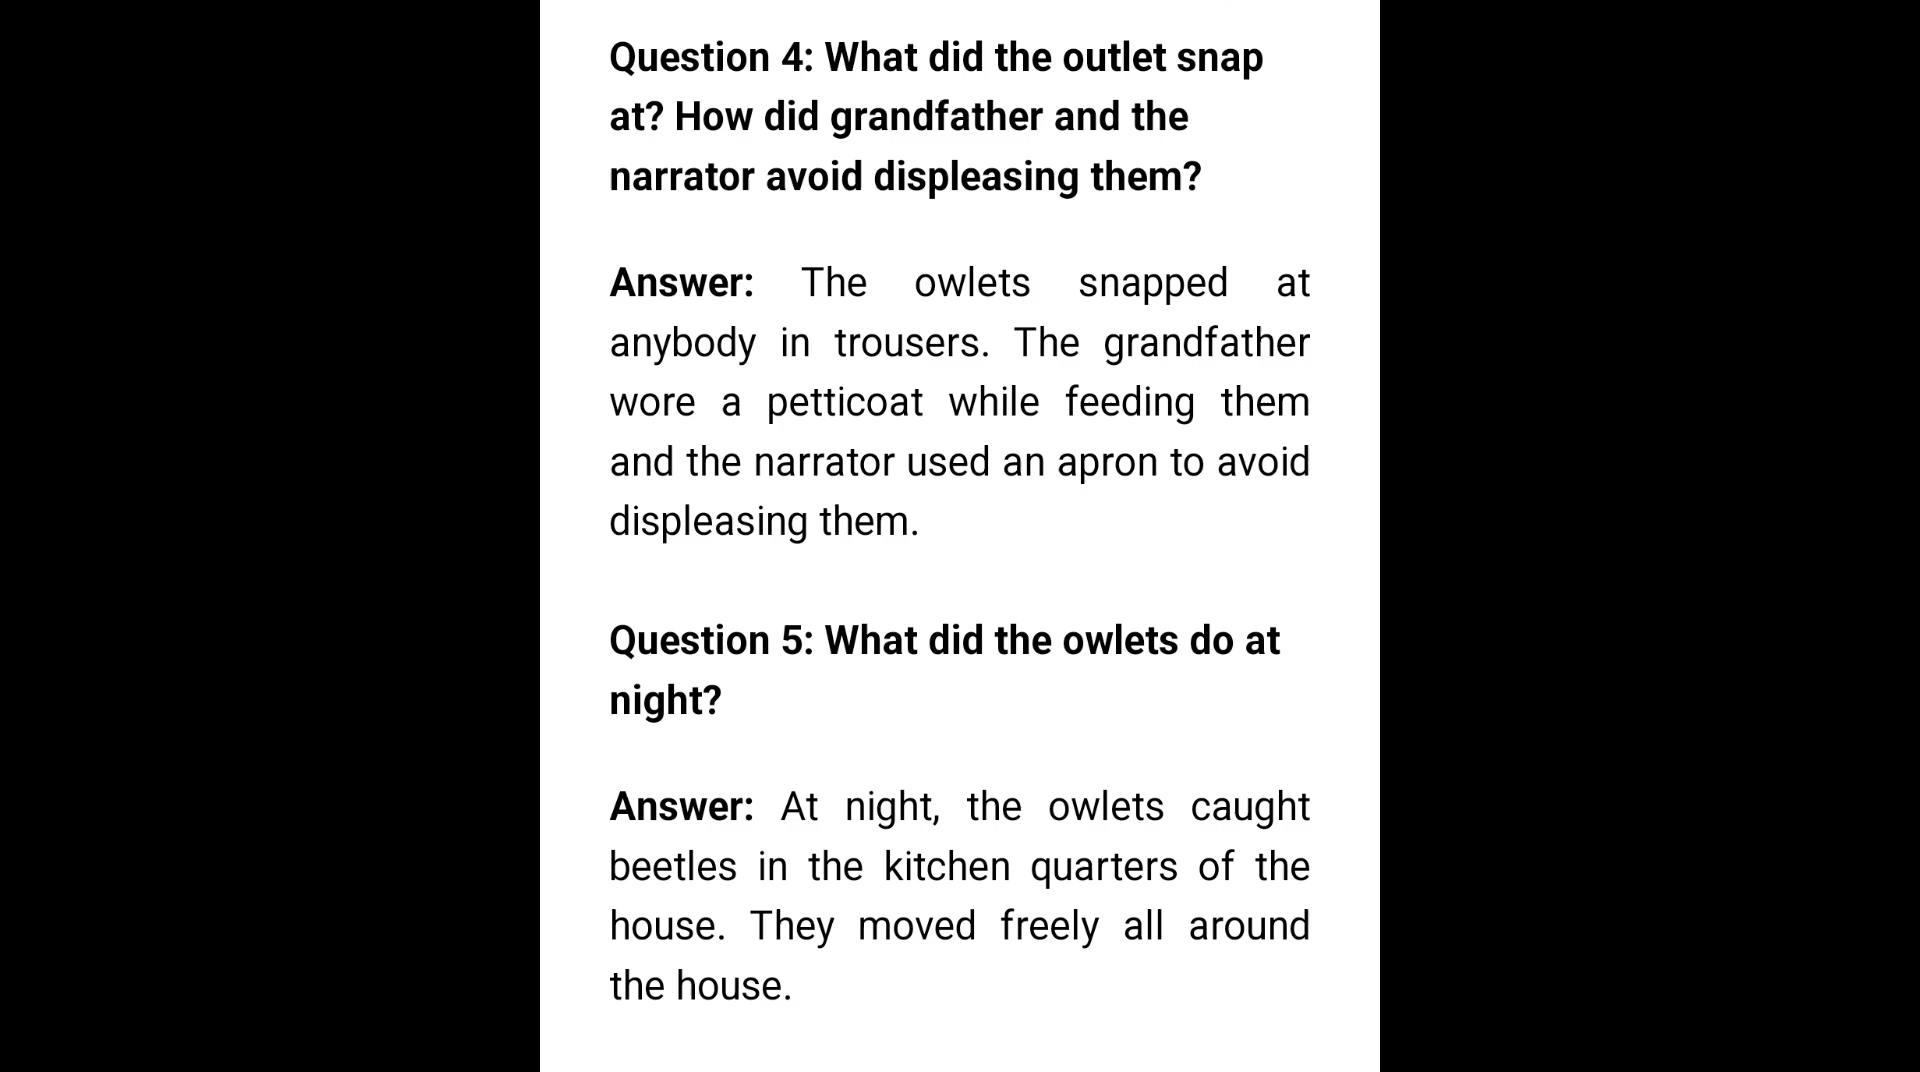 Question 4: What did the outlet snap
at? How did grandfather and the
narrator avoid displeasing them?
Answer: The owlets snapped at
anybody in trousers. The grandfather
wore a petticoat while feeding them
and the narrator used an apron to avoid
displeasing them.
Question 5: What did the owlets do at
night?
Answer: At night, the owlets caught
beetles in the kitchen quarters of the
house. They moved freely all around
the house.